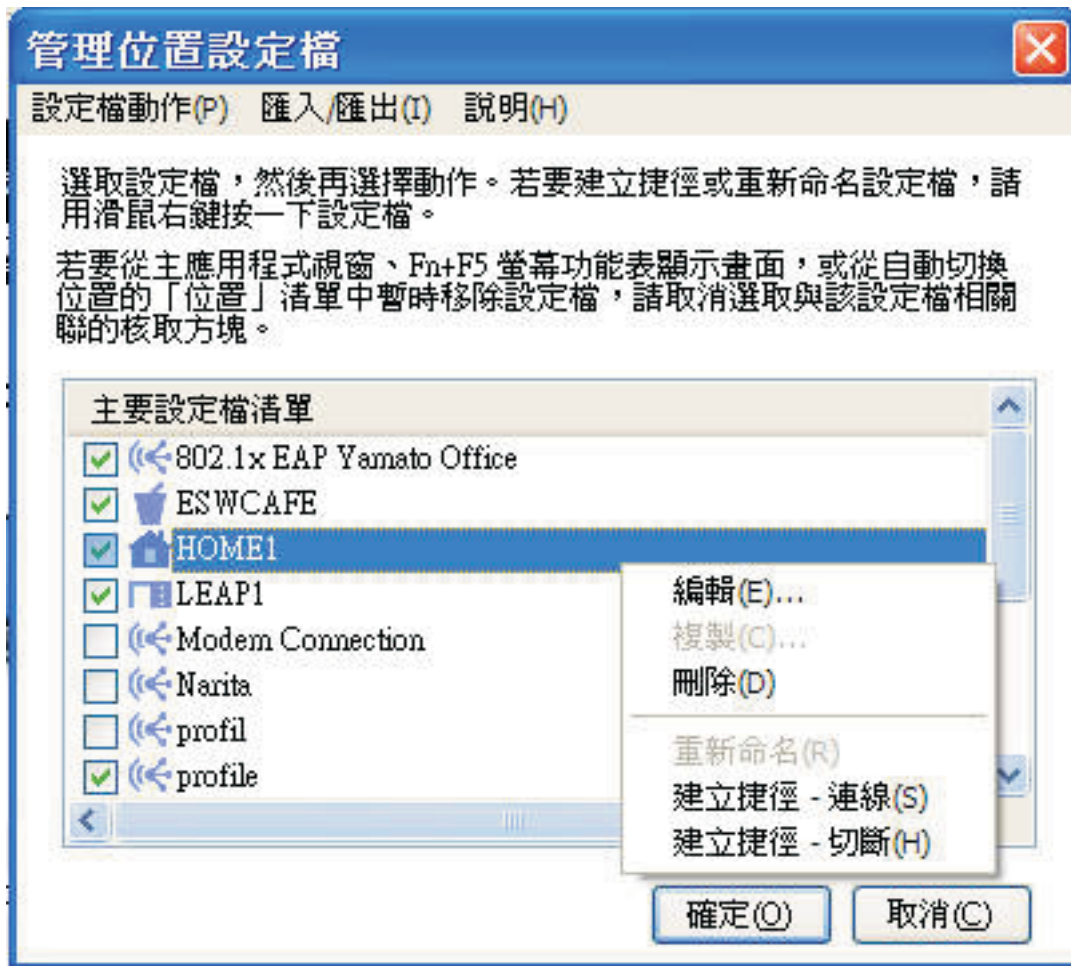 管理位置設定檔
設定檔動作(P) 匯入/匯出(I) 說明(H)
選取設定檔，然後再選擇動作。若要建立捷徑或重新命名設定檔，請
用滑鼠右鍵按一下設定檔。
若要從主應用程式視窗、Fn+F5 螢幕功能表顯示畫面，或從自動切換
位置的「位置」清單中暫時移除設定檔，請取消選取與該設定檔相關
聯的核取方塊。
主要設定檔清單
802.1x EAP Yamato Office
ESWCAFE
HOME1
LEAP1
Modem Connection
Narita
profil
profile
編輯(E)...
複製(C)...
刪除(D)
重新命名(R)
建立捷徑 - 連線(S)
建立捷徑 - 切斷(H)
確定(O) 取消(C)